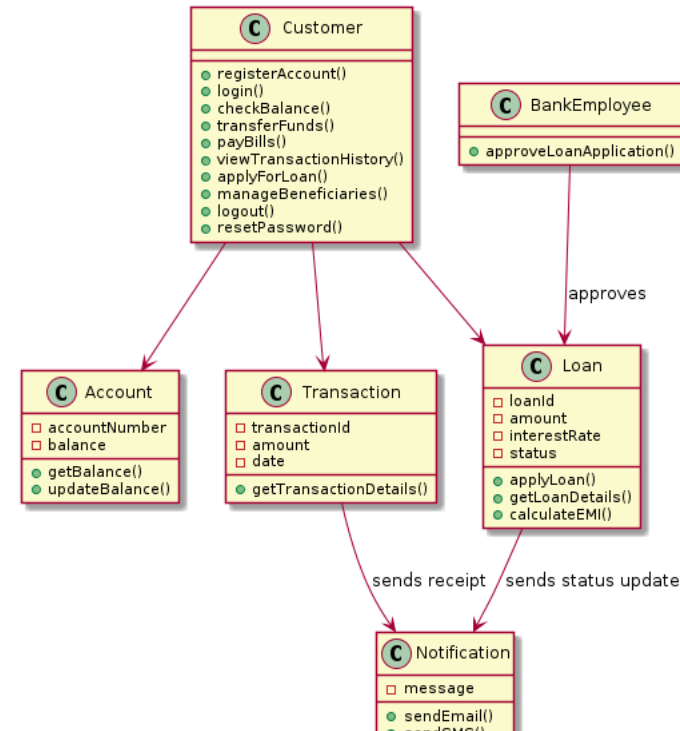 C Customer
registerAccount()
login()
checkBalance()
transferFunds()
payBills()
viewTransactionHistory()
applyForLoan()
manageBeneficiaries()
logout()
resetPassword()
C BankEmployee
approveLoanApplication()
approves
C Account
accountNumber
balance
getBalance()
updateBalance()
C Transaction
transactionId
amount
date
getTransactionDetails()
C Loan
loanId
amount
interestRate
status
applyLoan()
getLoanDetails()
calculateEMI()
sends receipt
sends status update
C Notification
message
sendEmail()
sendSMS()